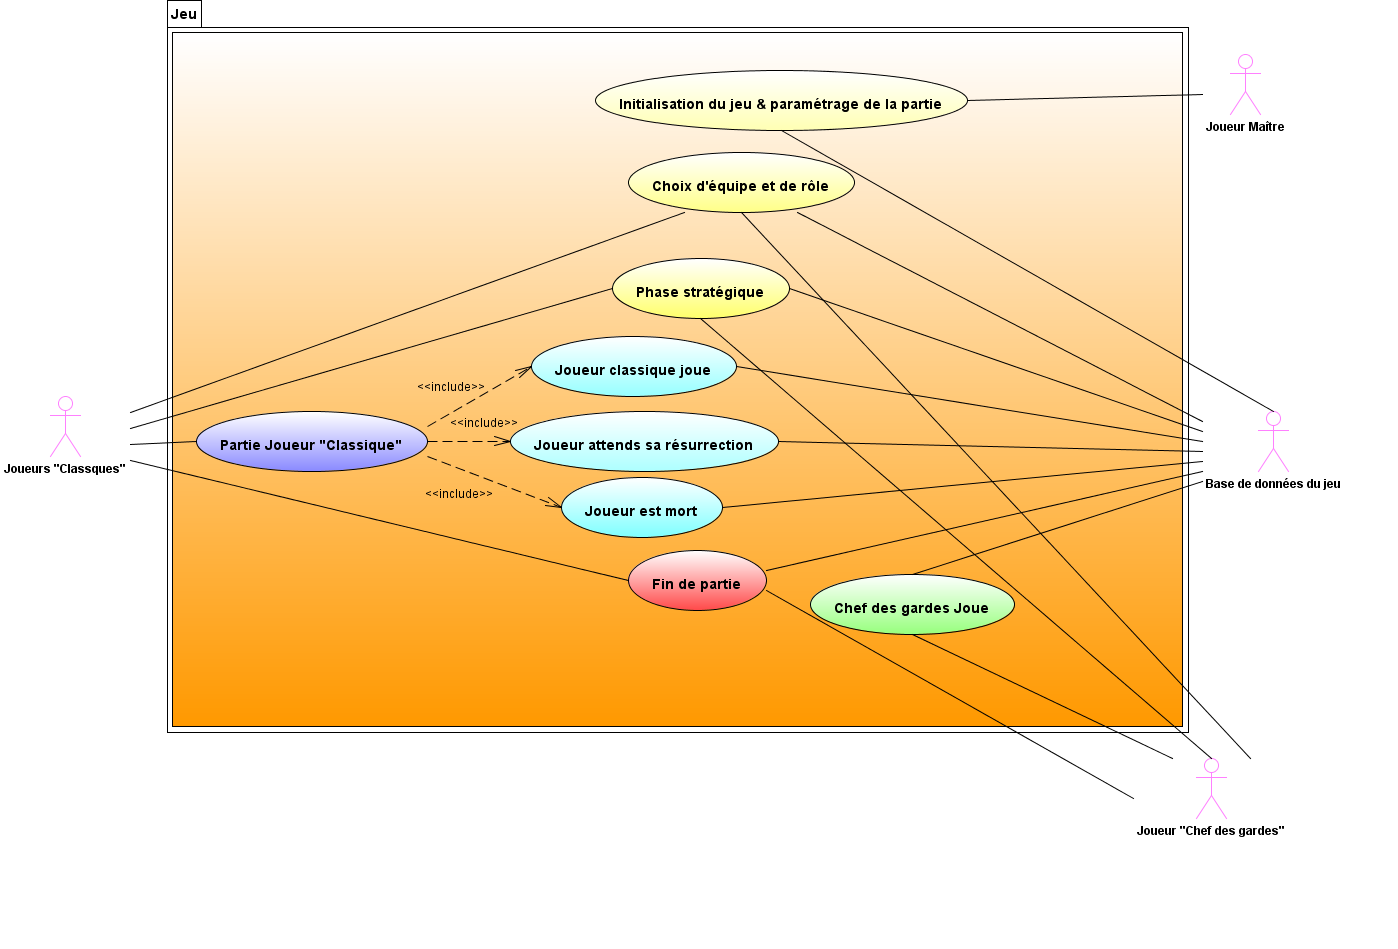 Jeu
Initialisation du jeu & paramétrage de la partie
Joueur Maître
Choix d'équipe et de rôle
Phase stratégique
Joueur classique joue
<<include>>
<<include>>
Partie Joueur "Classique"
Joueur attends sa résurrection
Joueurs "Classques"
Base de données du jeu
<<include>>
Joueur est mort
Fin de partie
Chef des gardes Joue
Joueur "Chef des gardes"